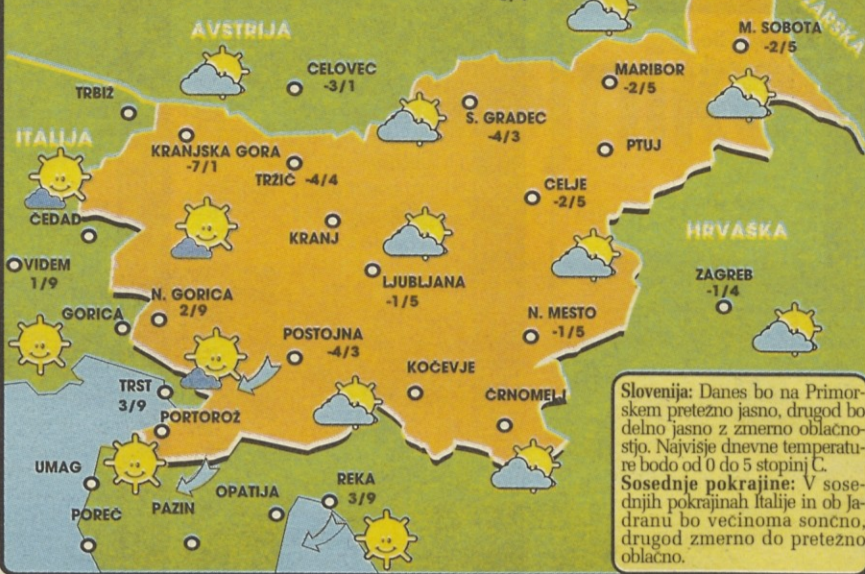 AVSTRIJA
M. SOBOTA
-2/5
CELOVEC
-3/1
MARIBOR
-2/5
TRBIŽ
S. GRADEC
-4/3
ITALIJA
KRANJSKA GORA
-7/1
TRŽIČ -4/4
PTUJ
CELJE
-2/5
ČEDAD
KRANJ
HRVAŠKA
VIDEM
1/9
LJUBLJANA
-1/5
ZAGREB
-1/4
N. GORICA
2/9
GORICA
N. MESTO
-1/5
POSTOJNA
-4/3
KOČEVJE
TRST
3/9
ČRNOMELJ
PORTOROŽ
UMAG
REKA
3/9
OPATIJA
POREČ
PAZIN
Slovenija: Danes bo na Primor-
skem pretežno jasno, drugod bo
delno jasno z zmerno oblačno-
stjo. Najvišje dnevne temperatu-
re bodo od 0 do 5 stopinj C.
Sosednje pokrajine: V sose-
dnjih pokrajinah Italije in ob Ja-
dranu bo večinoma sončno,
drugod zmerno do pretežno
oblačno.